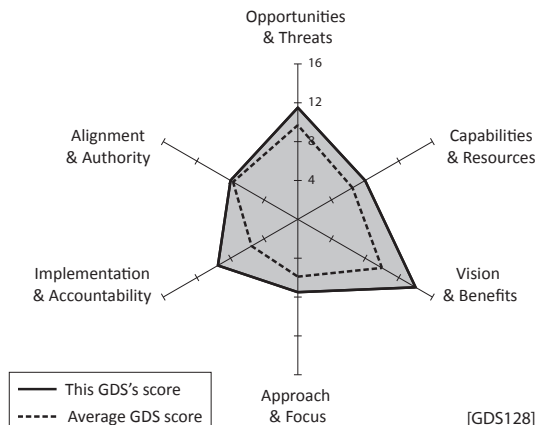 Opportunities
& Threats
16
12
8
4
Alignment
& Authority
Capabilities
& Resources
Implementation
& Accountability
Vision
& Benefits
Approach
& Focus
This GDS's score
Average GDS score
[GDS128]